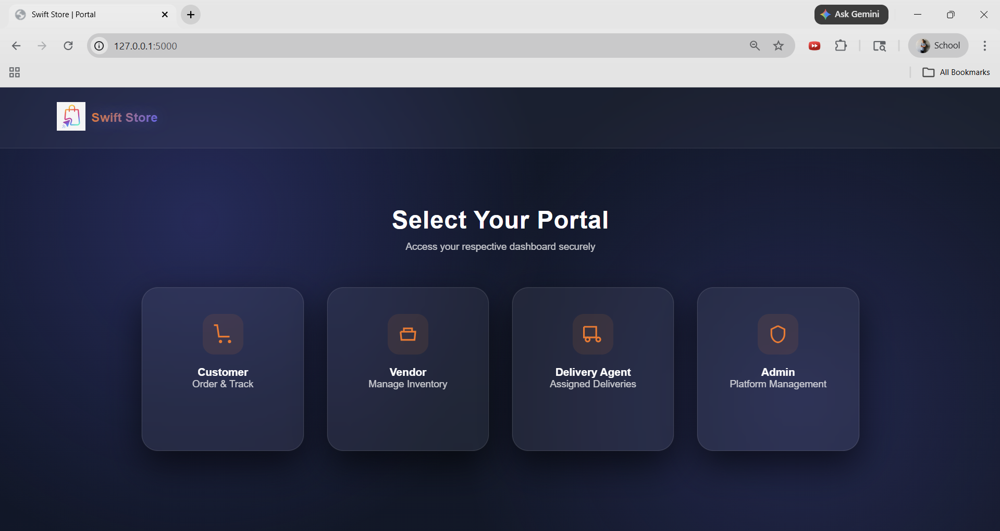 Swift Store | Portal
Ask Gemini
127.0.0.1:5000
School
All Bookmarks
Swift Store
Select Your Portal
Access your respective dashboard securely
Customer
Order & Track
Vendor
Manage Inventory
Delivery Agent
Assigned Deliveries
Admin
Platform Management